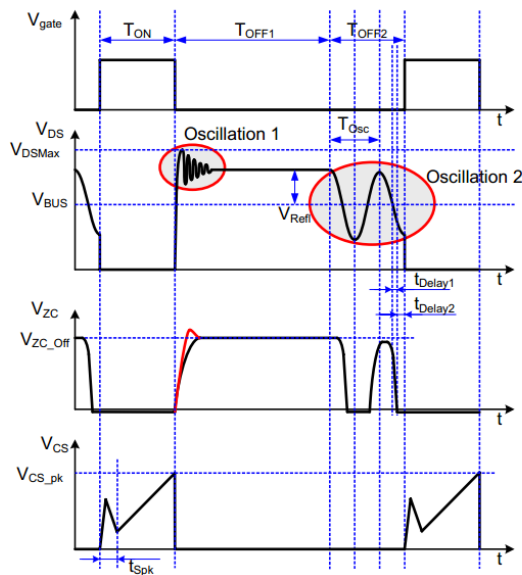 V_gate
T_ON
T_OFF1
T_OFF2
t
V_DS
V_DSMax
Oscillation 1
T_Osc
Oscillation 2
V_BUS
V_Refl
t
t_Delay1
t_Delay2
V_ZC
V_ZC_Off
t
V_CS
V_CS_pk
t
t_Spk